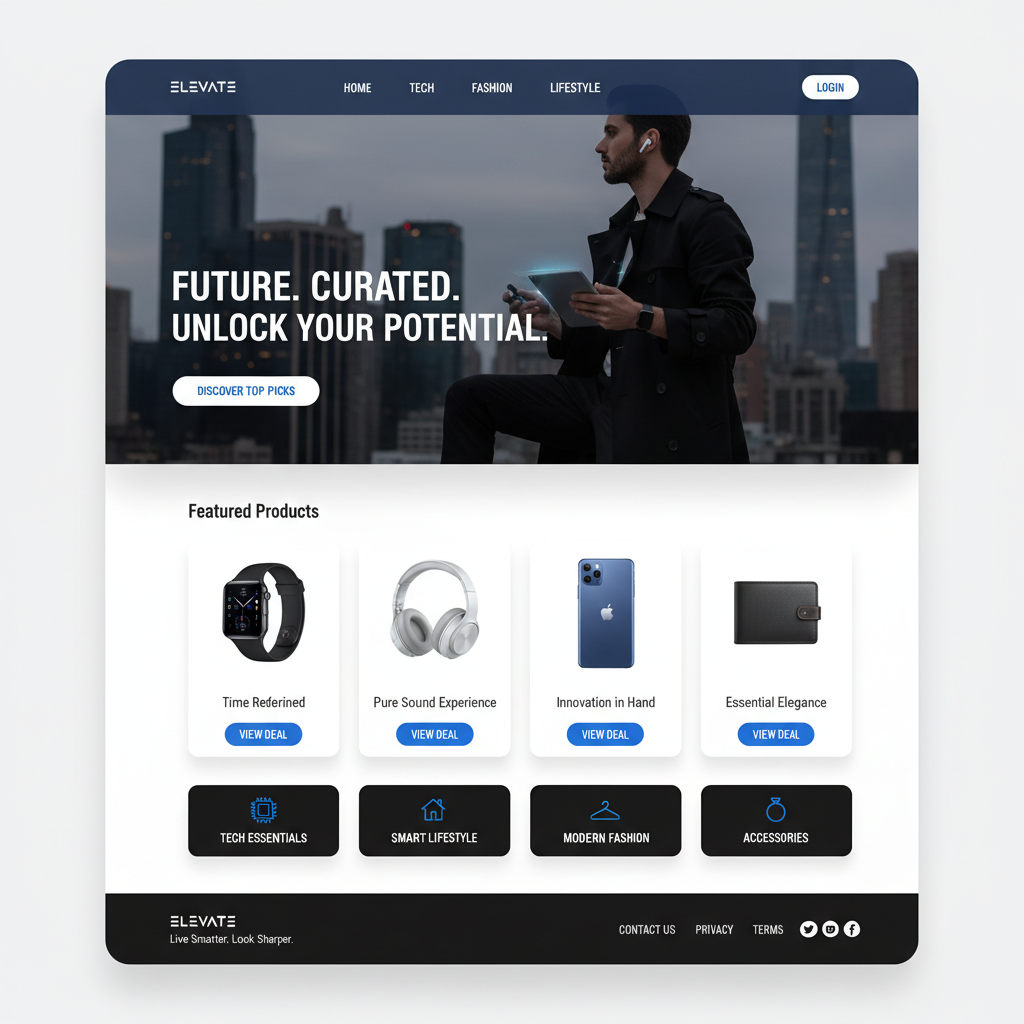 ELEVATE
HOME TECH FASHION LIFESTYLE
LOGIN
FUTURE. CURATED.
UNLOCK YOUR POTENTIAL.
DISCOVER TOP PICKS
Featured Products
Time Rederined
Pure Sound Experience
Innovation in Hand
Essential Elegance
VIEW DEAL
VIEW DEAL
VIEW DEAL
VIEW DEAL
TECH ESSENTIALS
SMART LIFESTYLE
MODERN FASHION
ACCESSORIES
ELEVATE
Live Smatter. Look Sharper.
CONTACT US PRIVACY TERMS